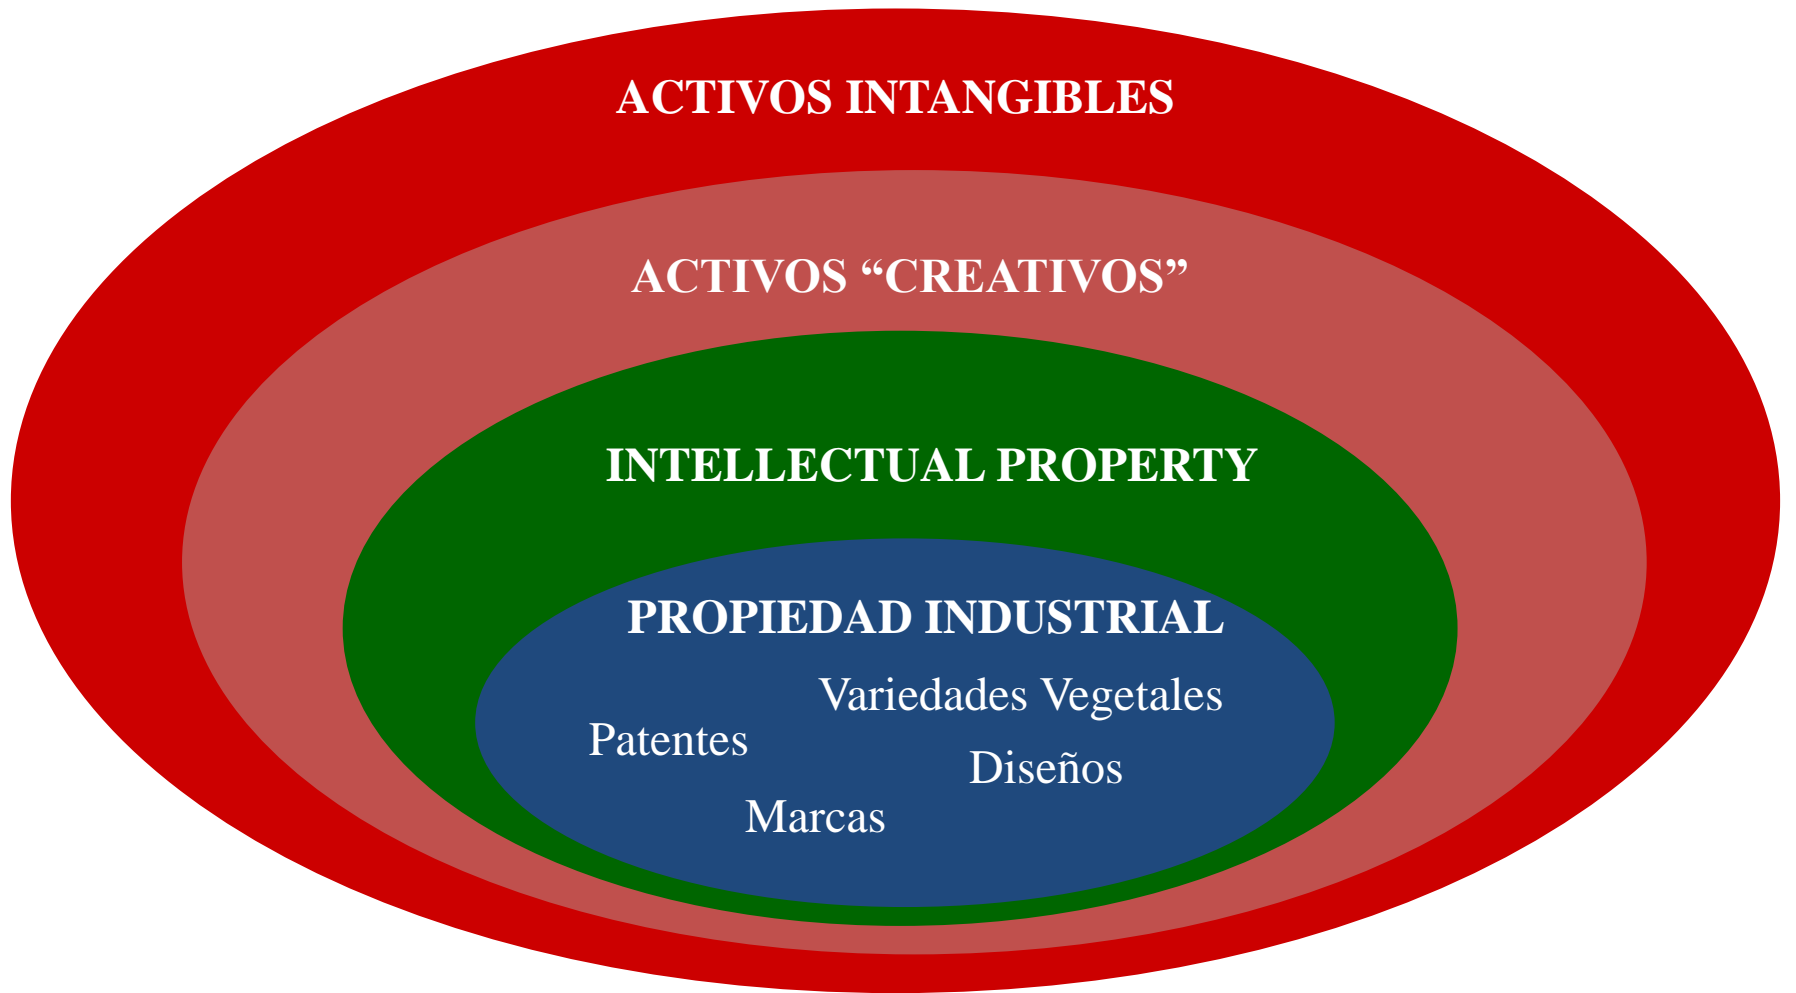 ACTIVOS INTANGIBLES
ACTIVOS “CREATIVOS”
INTELLECTUAL PROPERTY
PROPIEDAD INDUSTRIAL
Variedades Vegetales
Patentes
Diseños
Marcas